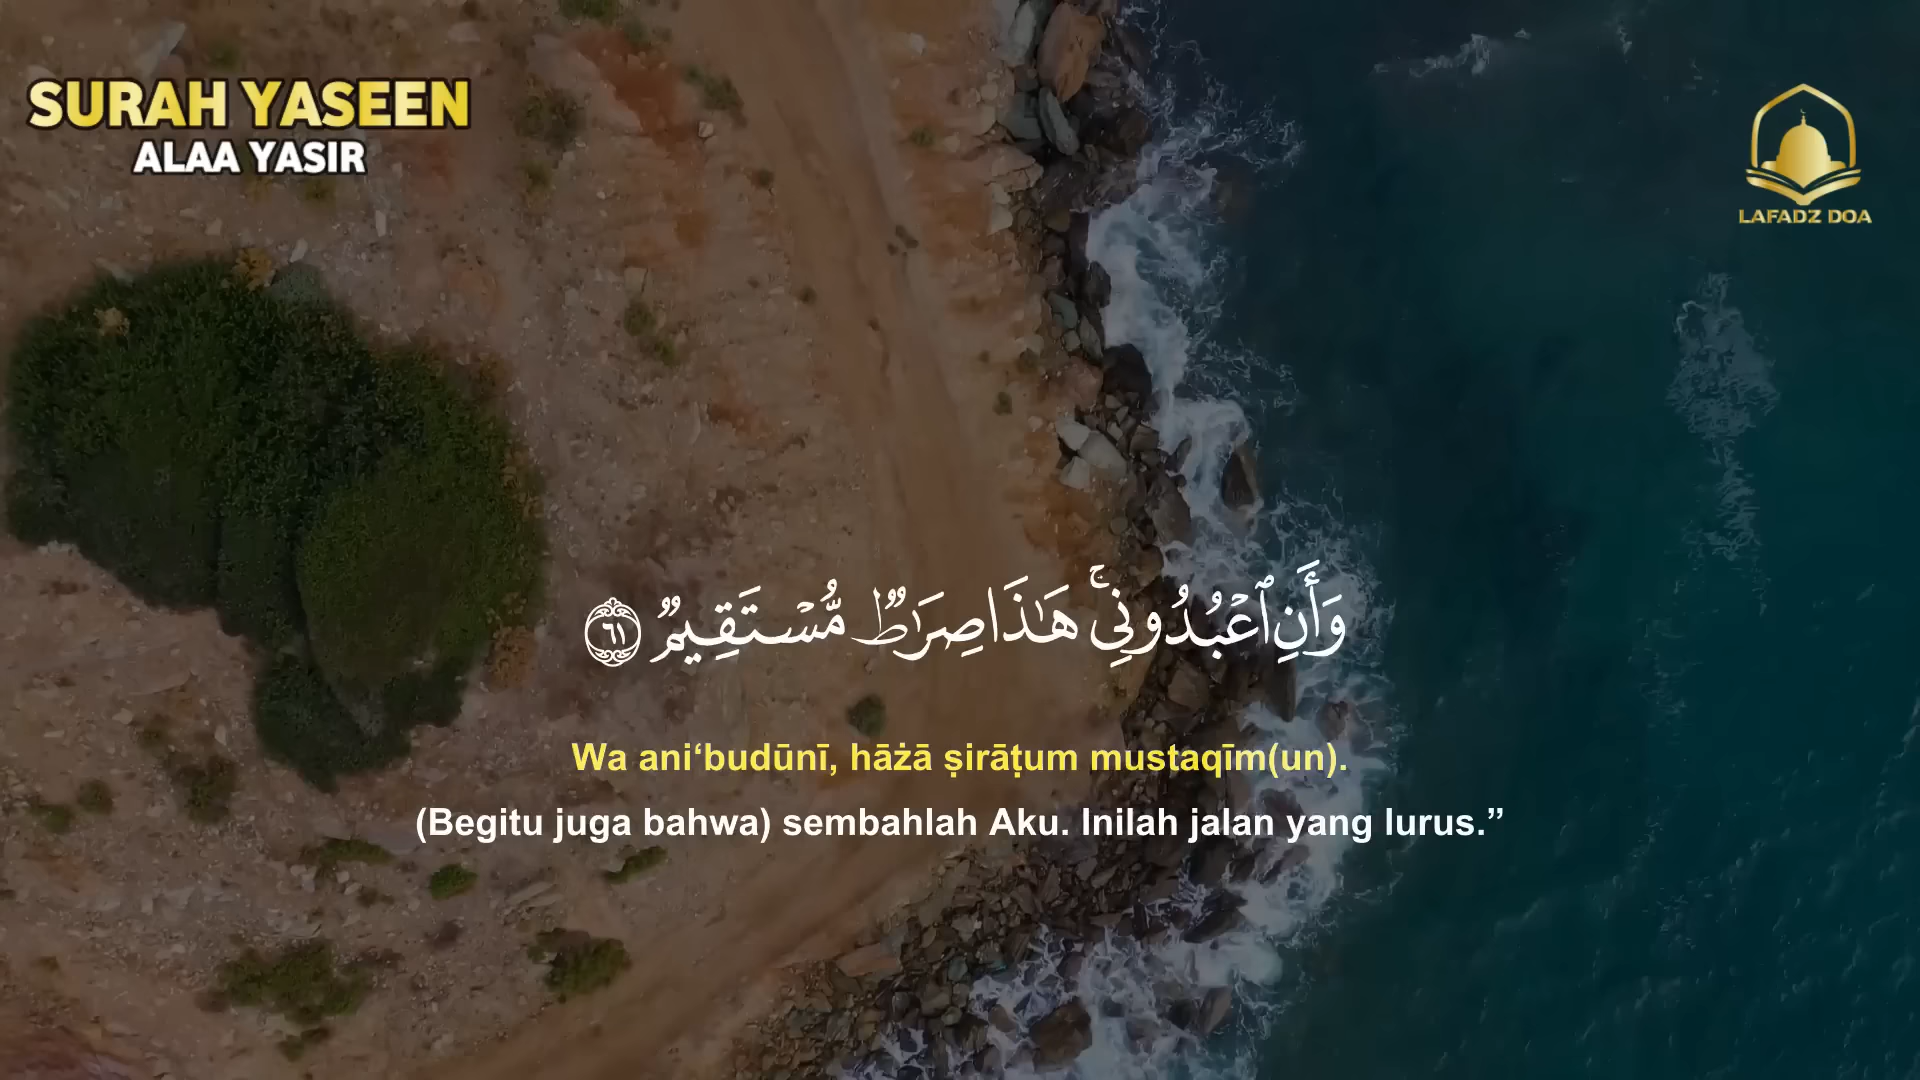 SURAH YASEEN
ALAA YASIR
LAFADZ DOA
وَأَنِ ٱعْبُدُونِى ۚ هَـٰذَا صِرَٰطٌۭ مُّسْتَقِيمٌۭ ٦١
Wa ani‘budūnī, hāżā ṣirāṭum mustaqīm(un).
(Begitu juga bahwa) sembahlah Aku. Inilah jalan yang lurus.”